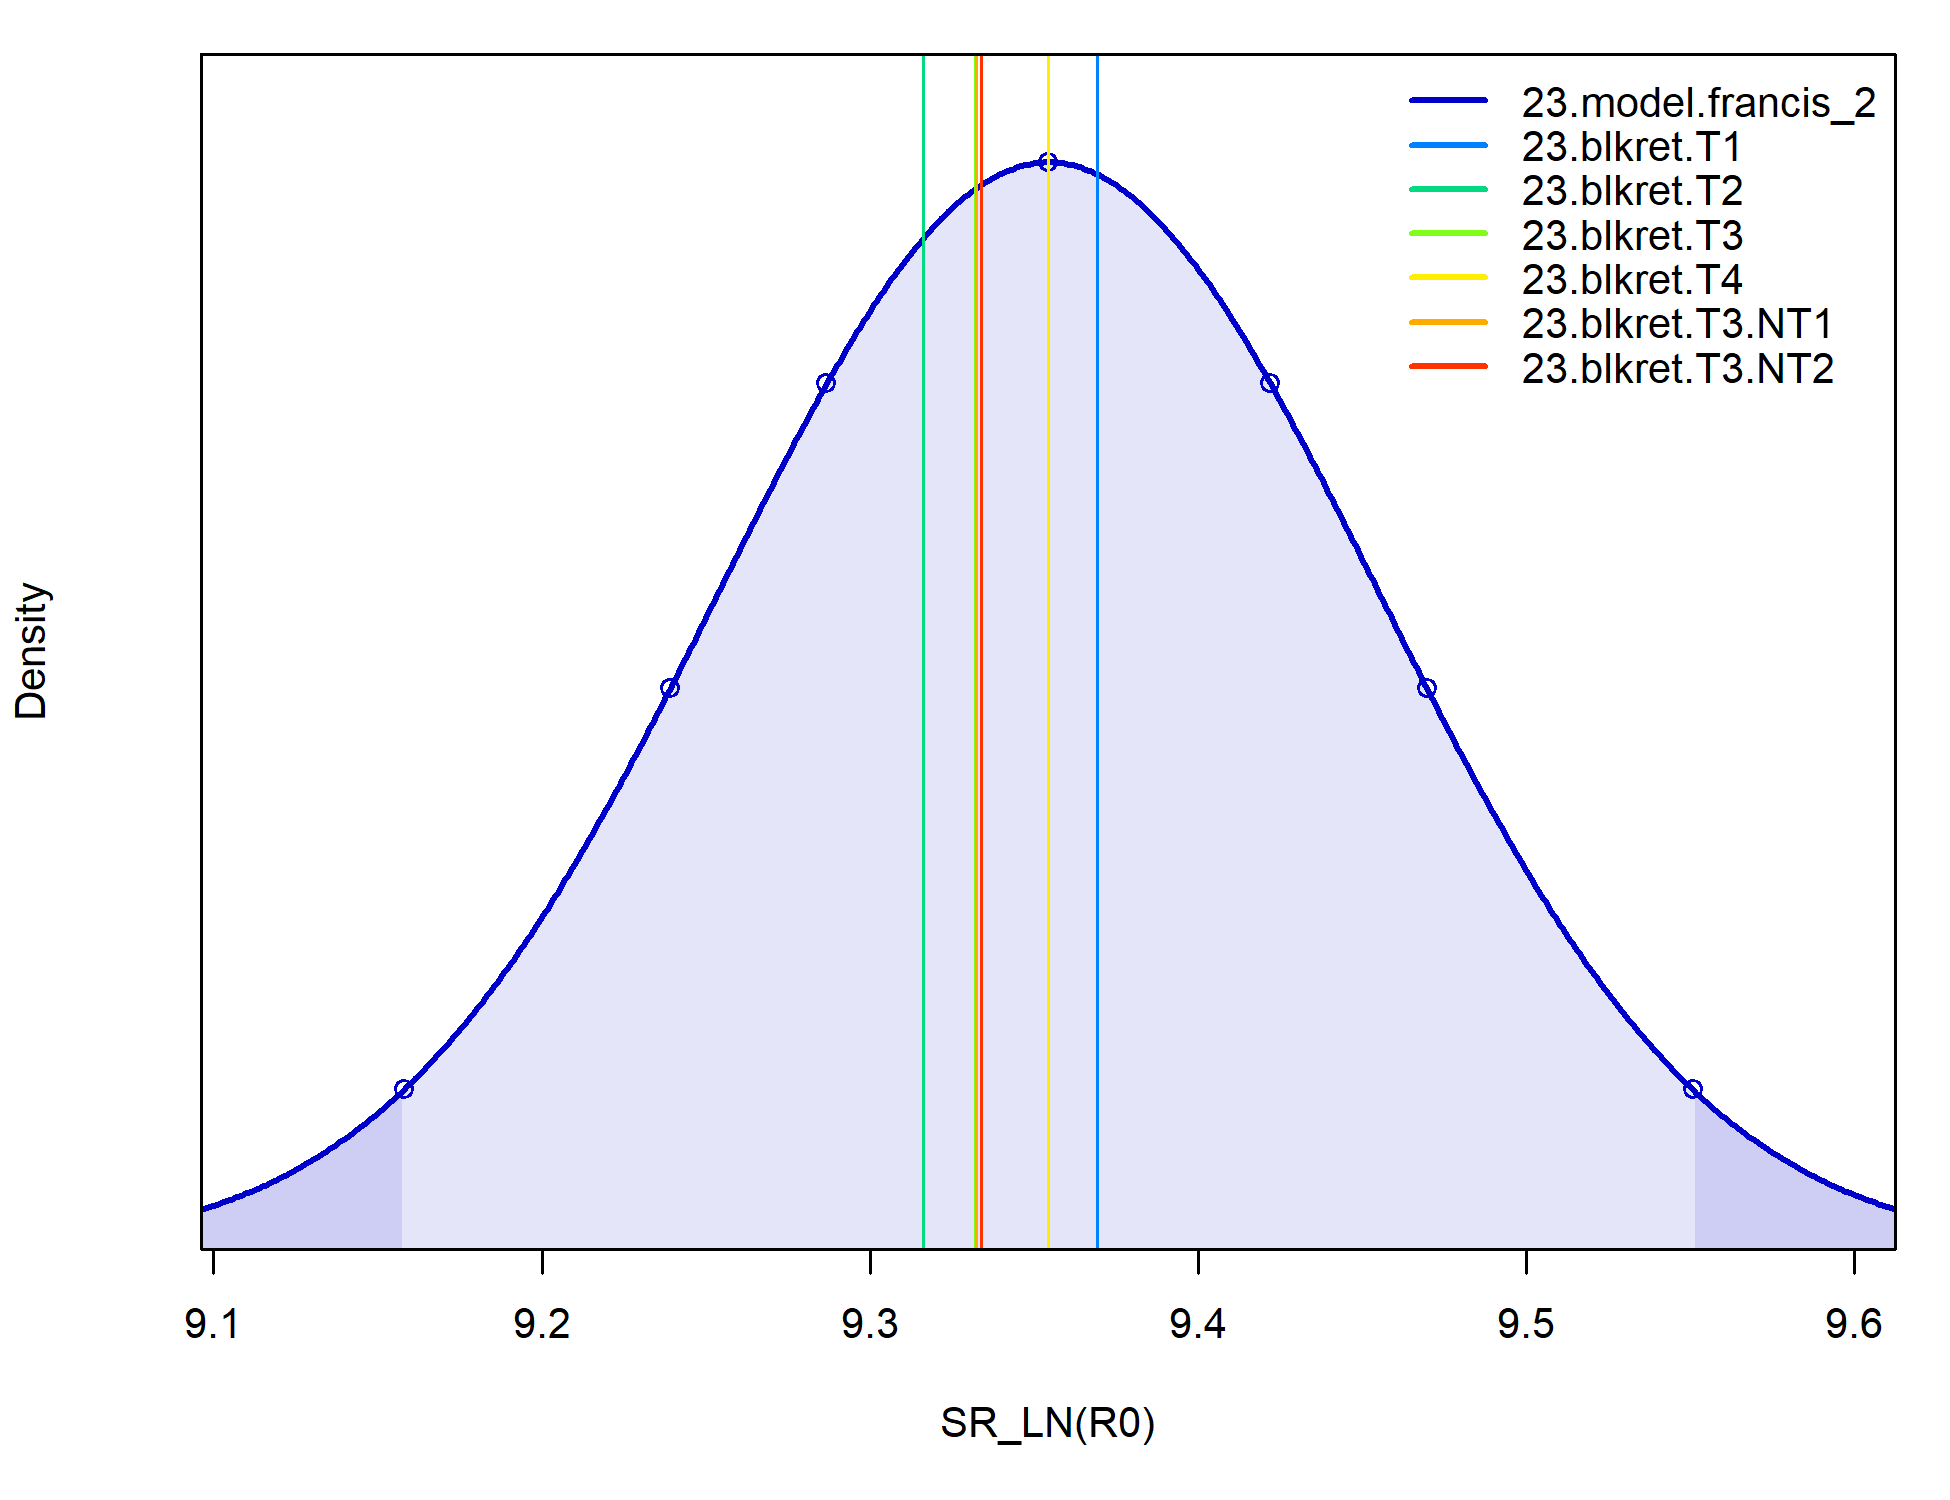 23.model.francis_2
23.blkret.T1
23.blkret.T2
23.blkret.T3
23.blkret.T4
23.blkret.T3.NT1
23.blkret.T3.NT2
Density
9.1 9.2 9.3 9.4 9.5 9.6
SR_LN(R0)